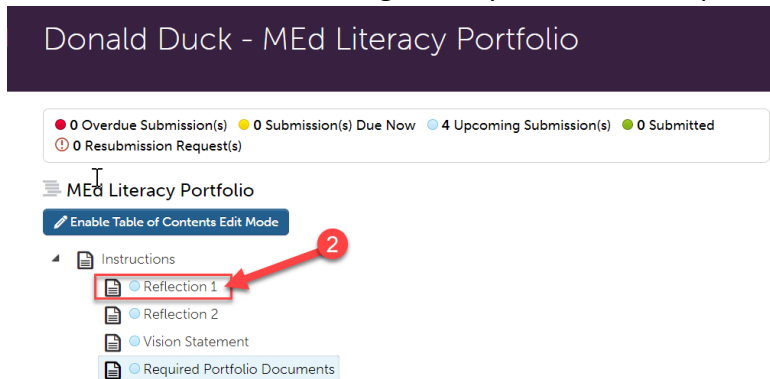 Donald Duck - MEd Literacy Portfolio
0 Overdue Submission(s) 0 Submission(s) Due Now 4 Upcoming Submission(s) 0 Submitted
0 Resubmission Request(s)
MEd Literacy Portfolio
Enable Table of Contents Edit Mode
2
Instructions
Reflection 1
Reflection 2
Vision Statement
Required Portfolio Documents